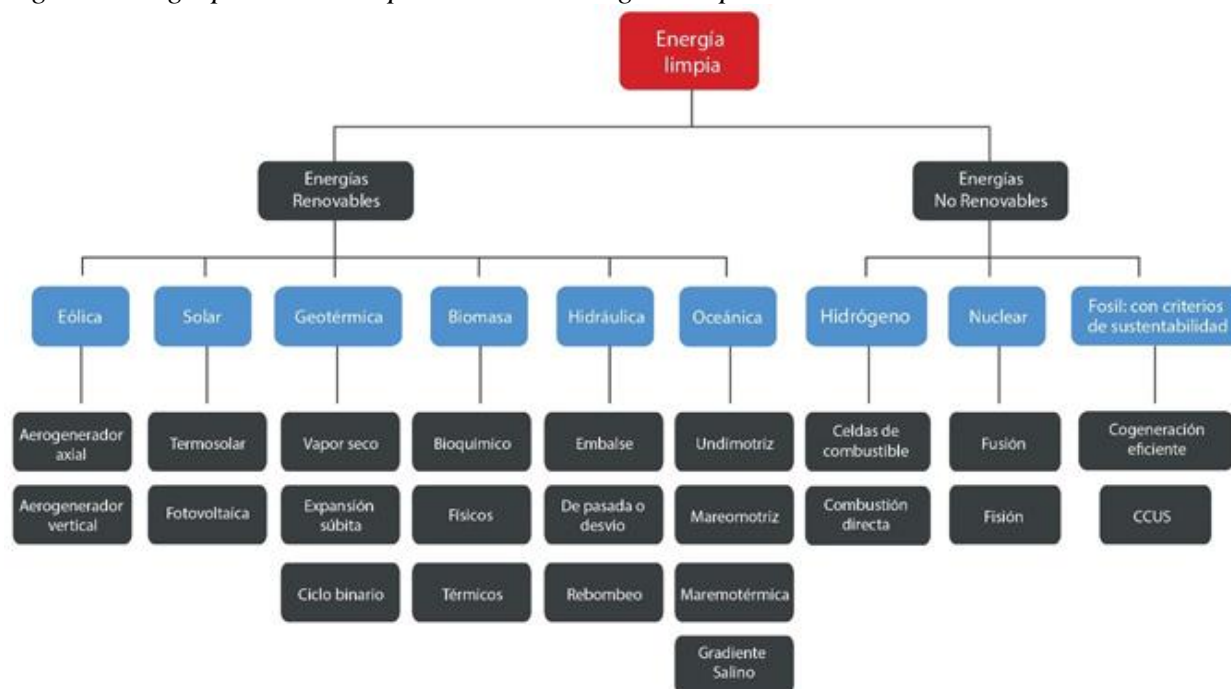 Energía
limpia
Energías
Renovables
Energías
No Renovables
Eólica
Solar
Geotérmica
Biomasa
Hidráulica
Oceánica
Hidrógeno
Nuclear
Fosil: con criterios
de sustentabilidad
Aerogenerador
axial
Termosolar
Vapor seco
Bioquímico
Embalse
Undimotriz
Celdas de
combustible
Fusión
Cogeneración
eficiente
Aerogenerador
vertical
Fotovoltaíca
Expansión
súbita
Físicos
De pasada o
desvío
Mareomotriz
Combustión
directa
Fisión
CCUS
Ciclo binario
Térmicos
Rebombeo
Maremotérmica
Gradiente
Salino